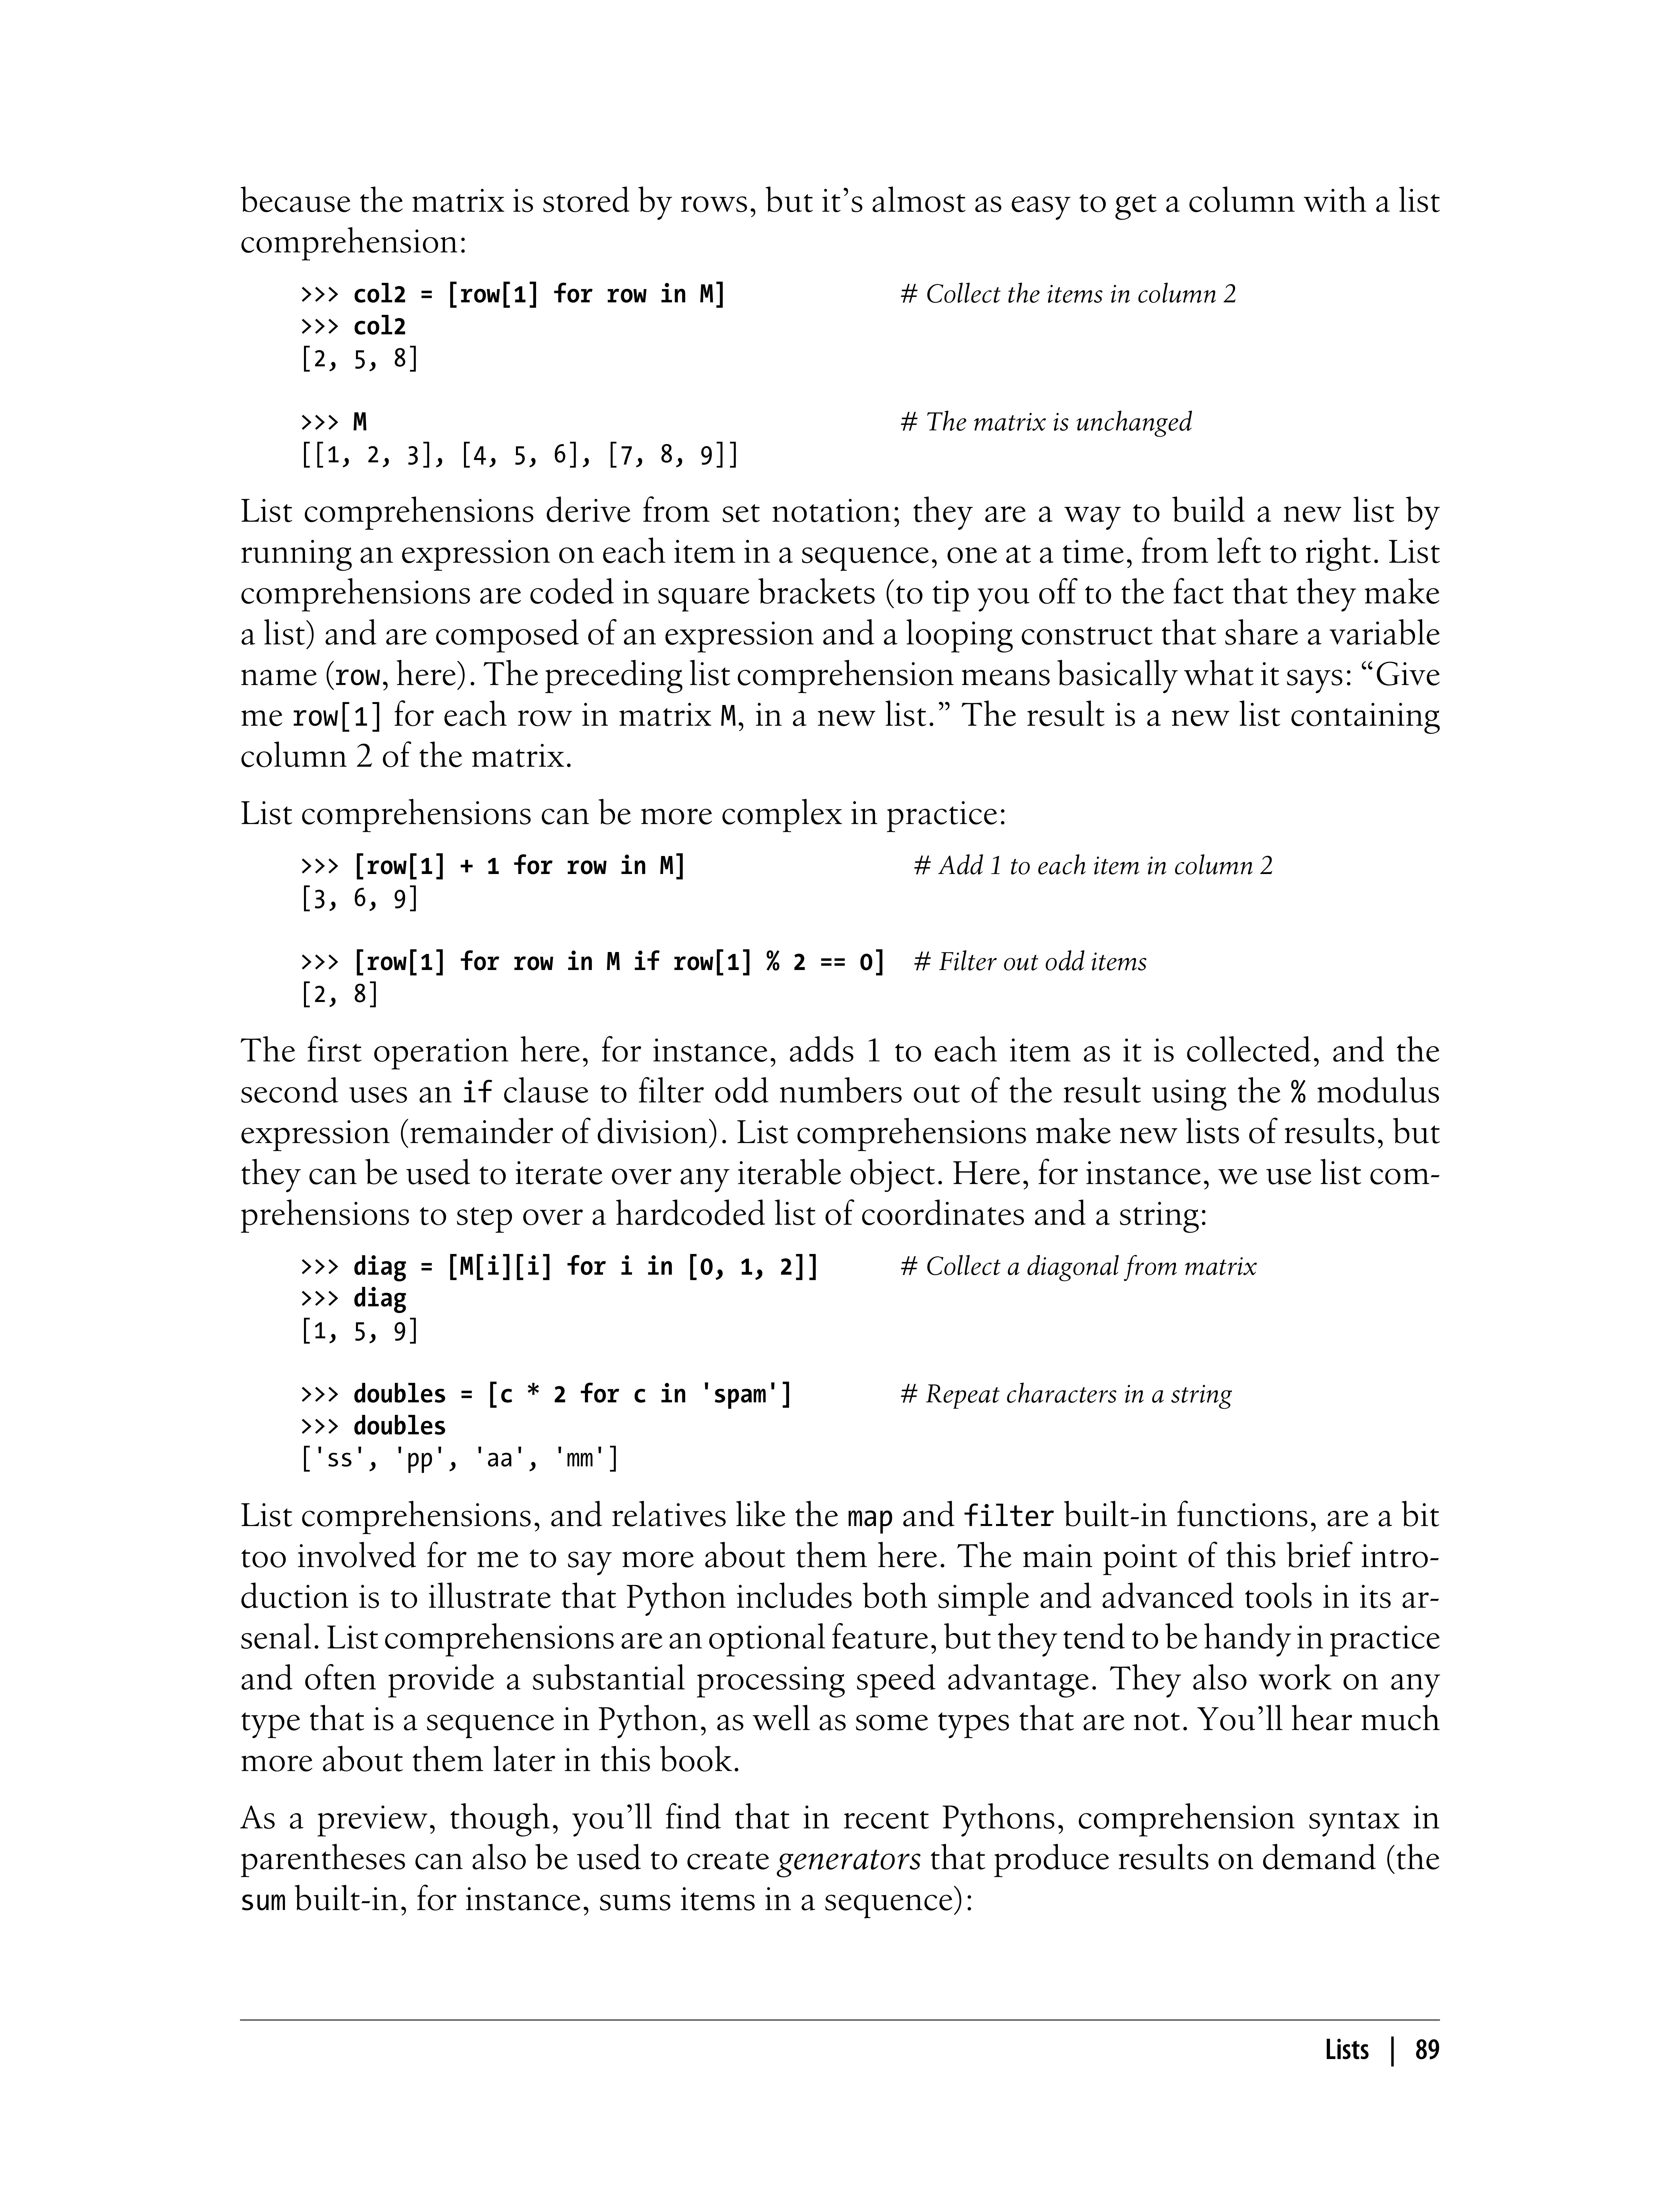 because the matrix is stored by rows, but it’s almost as easy to get a column with a list
comprehension:
>>> col2 = [row[1] for row in M]             # Collect the items in column 2
>>> col2
[2, 5, 8]
>>> M                                        # The matrix is unchanged
[[1, 2, 3], [4, 5, 6], [7, 8, 9]]
List comprehensions derive from set notation; they are a way to build a new list by
running an expression on each item in a sequence, one at a time, from left to right. List
comprehensions are coded in square brackets (to tip you off to the fact that they make
a list) and are composed of an expression and a looping construct that share a variable
name (row, here). The preceding list comprehension means basically what it says: “Give
me row[1] for each row in matrix M, in a new list.” The result is a new list containing
column 2 of the matrix.
List comprehensions can be more complex in practice:
>>> [row[1] + 1 for row in M]                 # Add 1 to each item in column 2
[3, 6, 9]
>>> [row[1] for row in M if row[1] % 2 == 0]  # Filter out odd items
[2, 8]
The first operation here, for instance, adds 1 to each item as it is collected, and the
second uses an if clause to filter odd numbers out of the result using the % modulus
expression (remainder of division). List comprehensions make new lists of results, but
they can be used to iterate over any iterable object. Here, for instance, we use list com-
prehensions to step over a hardcoded list of coordinates and a string:
>>> diag = [M[i][i] for i in [0, 1, 2]]      # Collect a diagonal from matrix
>>> diag
[1, 5, 9]
>>> doubles = [c * 2 for c in 'spam']        # Repeat characters in a string
>>> doubles
['ss', 'pp', 'aa', 'mm']
List comprehensions, and relatives like the map and filter built-in functions, are a bit
too involved for me to say more about them here. The main point of this brief intro-
duction is to illustrate that Python includes both simple and advanced tools in its ar-
senal. List comprehensions are an optional feature, but they tend to be handy in practice
and often provide a substantial processing speed advantage. They also work on any
type that is a sequence in Python, as well as some types that are not. You’ll hear much
more about them later in this book.
As a preview, though, you’ll find that in recent Pythons, comprehension syntax in
parentheses can also be used to create generators that produce results on demand (the
sum built-in, for instance, sums items in a sequence):
Lists | 89